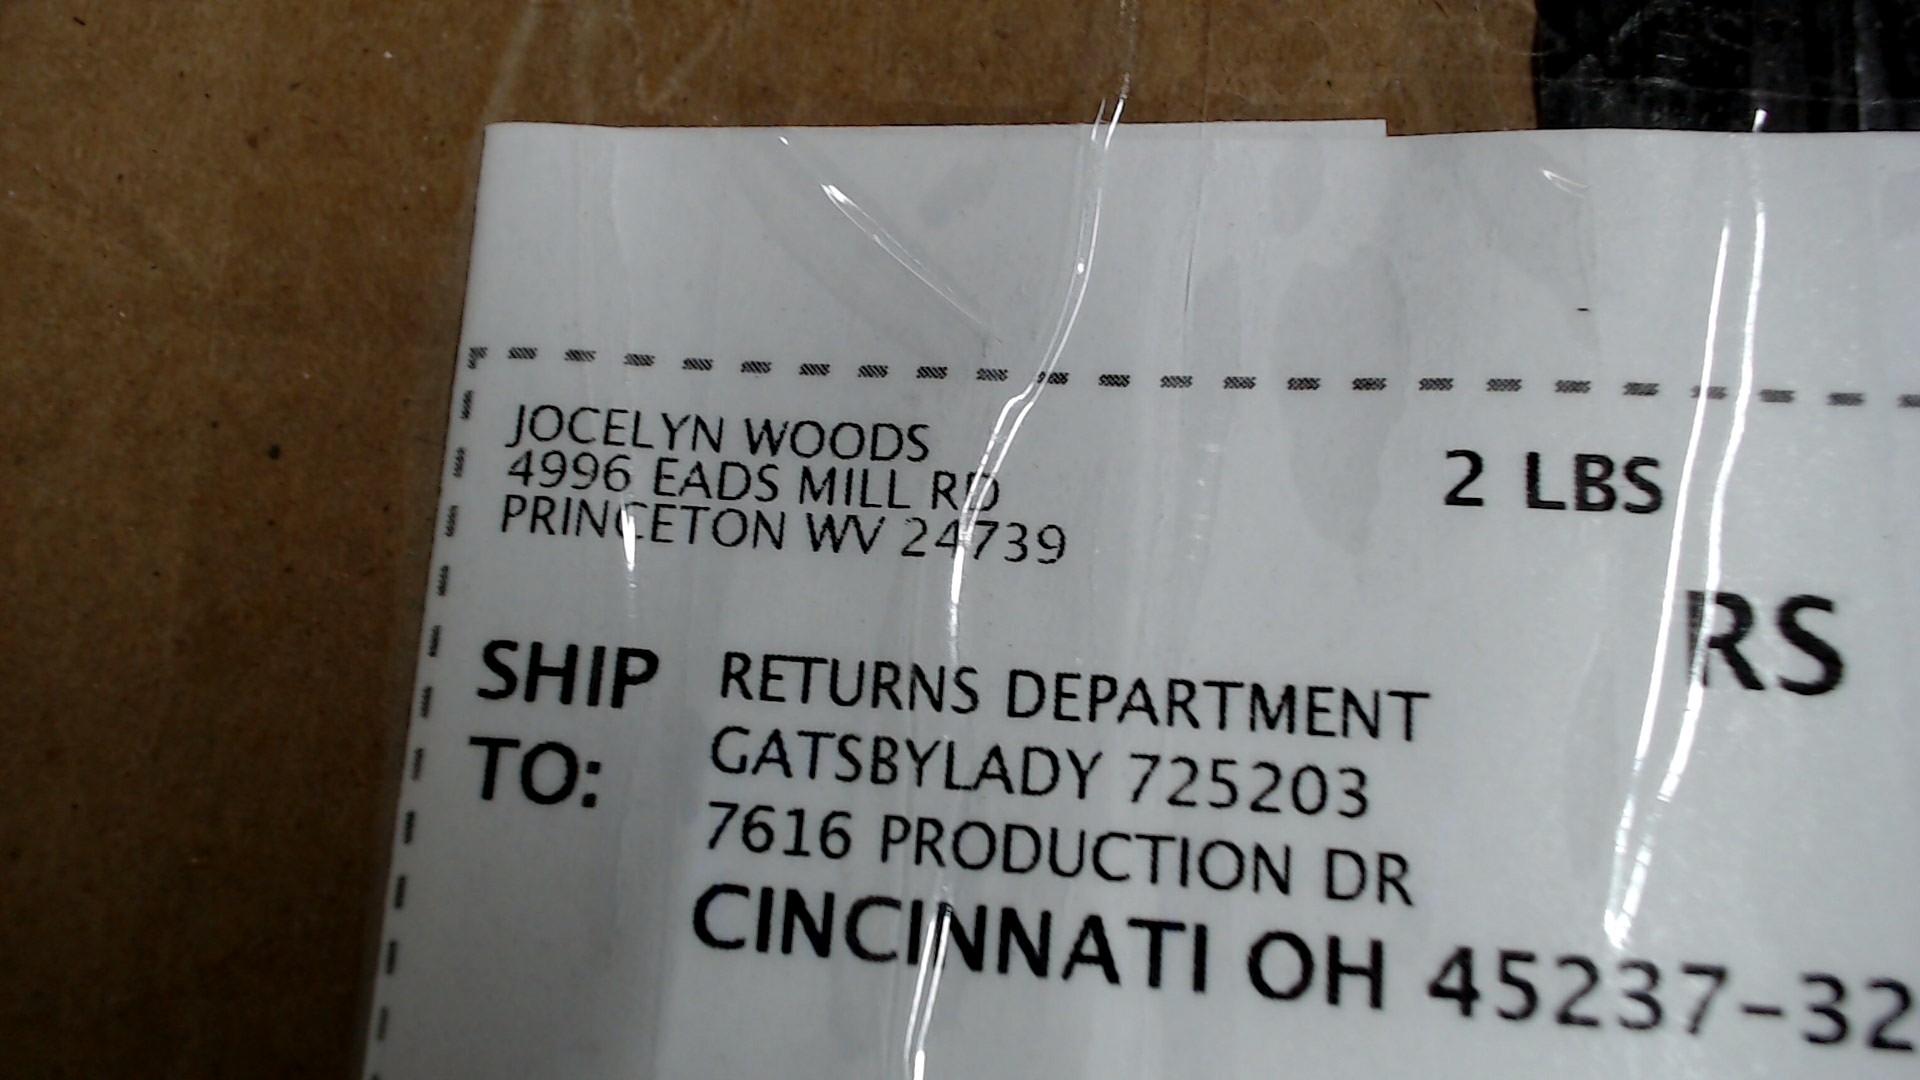 JOCELYN WOODS
4996 EADS MILL RD
PRINCETON WV 24739
2 LBS
RS
SHIP TO:
RETURNS DEPARTMENT
GATSBYLADY 725203
7616 PRODUCTION DR
CINCINNATI OH 45237-32